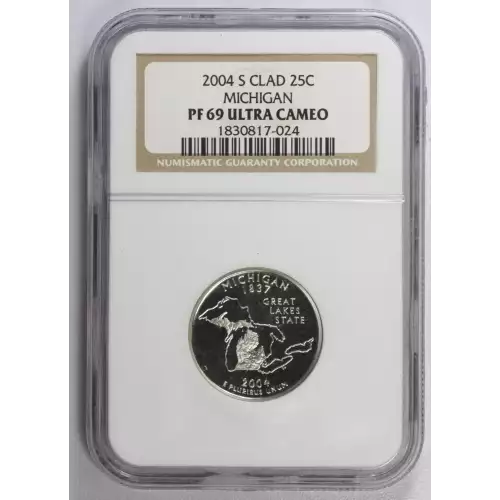 2004 S CLAD 25C
MICHIGAN
PF 69 ULTRA CAMEO
1830817-024
NUMISMATIC GUARANTY CORPORATION
MICHIGAN
1837
GREAT
LAKES
STATE
2004
E PLURIBUS UNUM